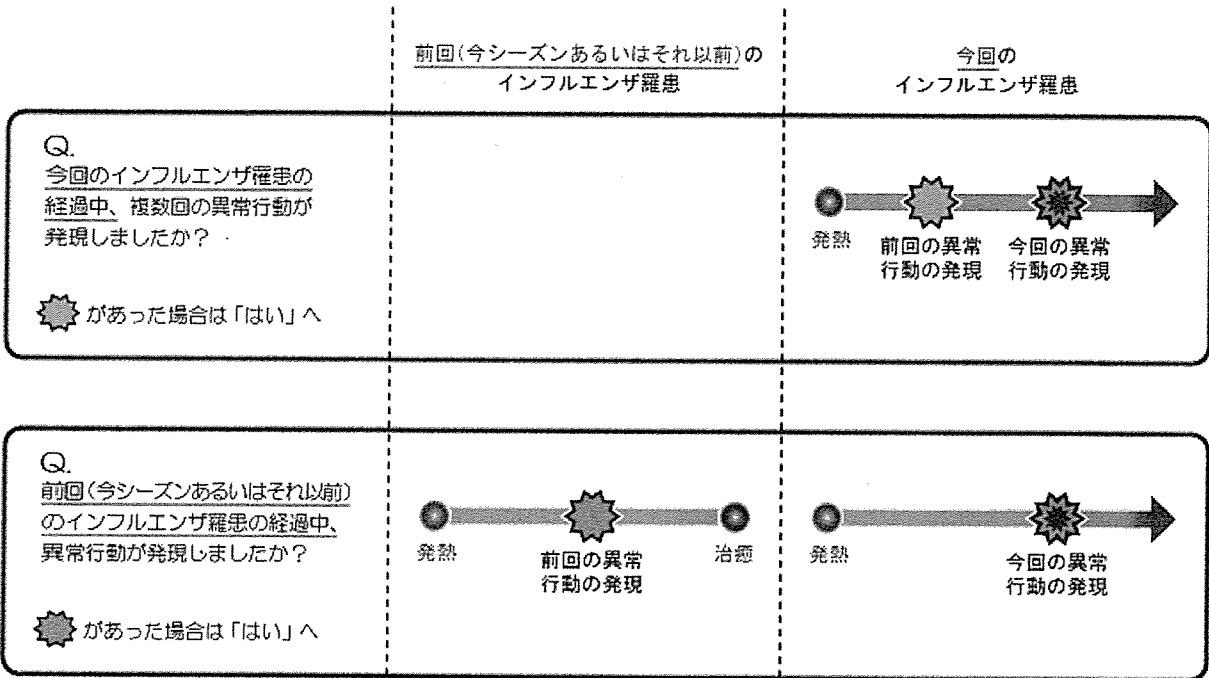 前回(今シーズンあるいはそれ以前)の
インフルエンザ羅患
今回の
インフルエンザ羅患
Q.
今回のインフルエンザ罹患の
経過中、複数回の異常行動が
発現しましたか?
があった場合は「はい」へ
発熱
前回の異常
行動の発現
今回の異常
行動の発現
Q.
前回(今シーズンあるいはそれ以前)
のインフルエンザ羅患の経過中、
異常行動が発現しましたか?
があった場合は「はい」へ
発熱
前回の異常
行動の発現
治癒
発熱
今回の異常
行動の発現